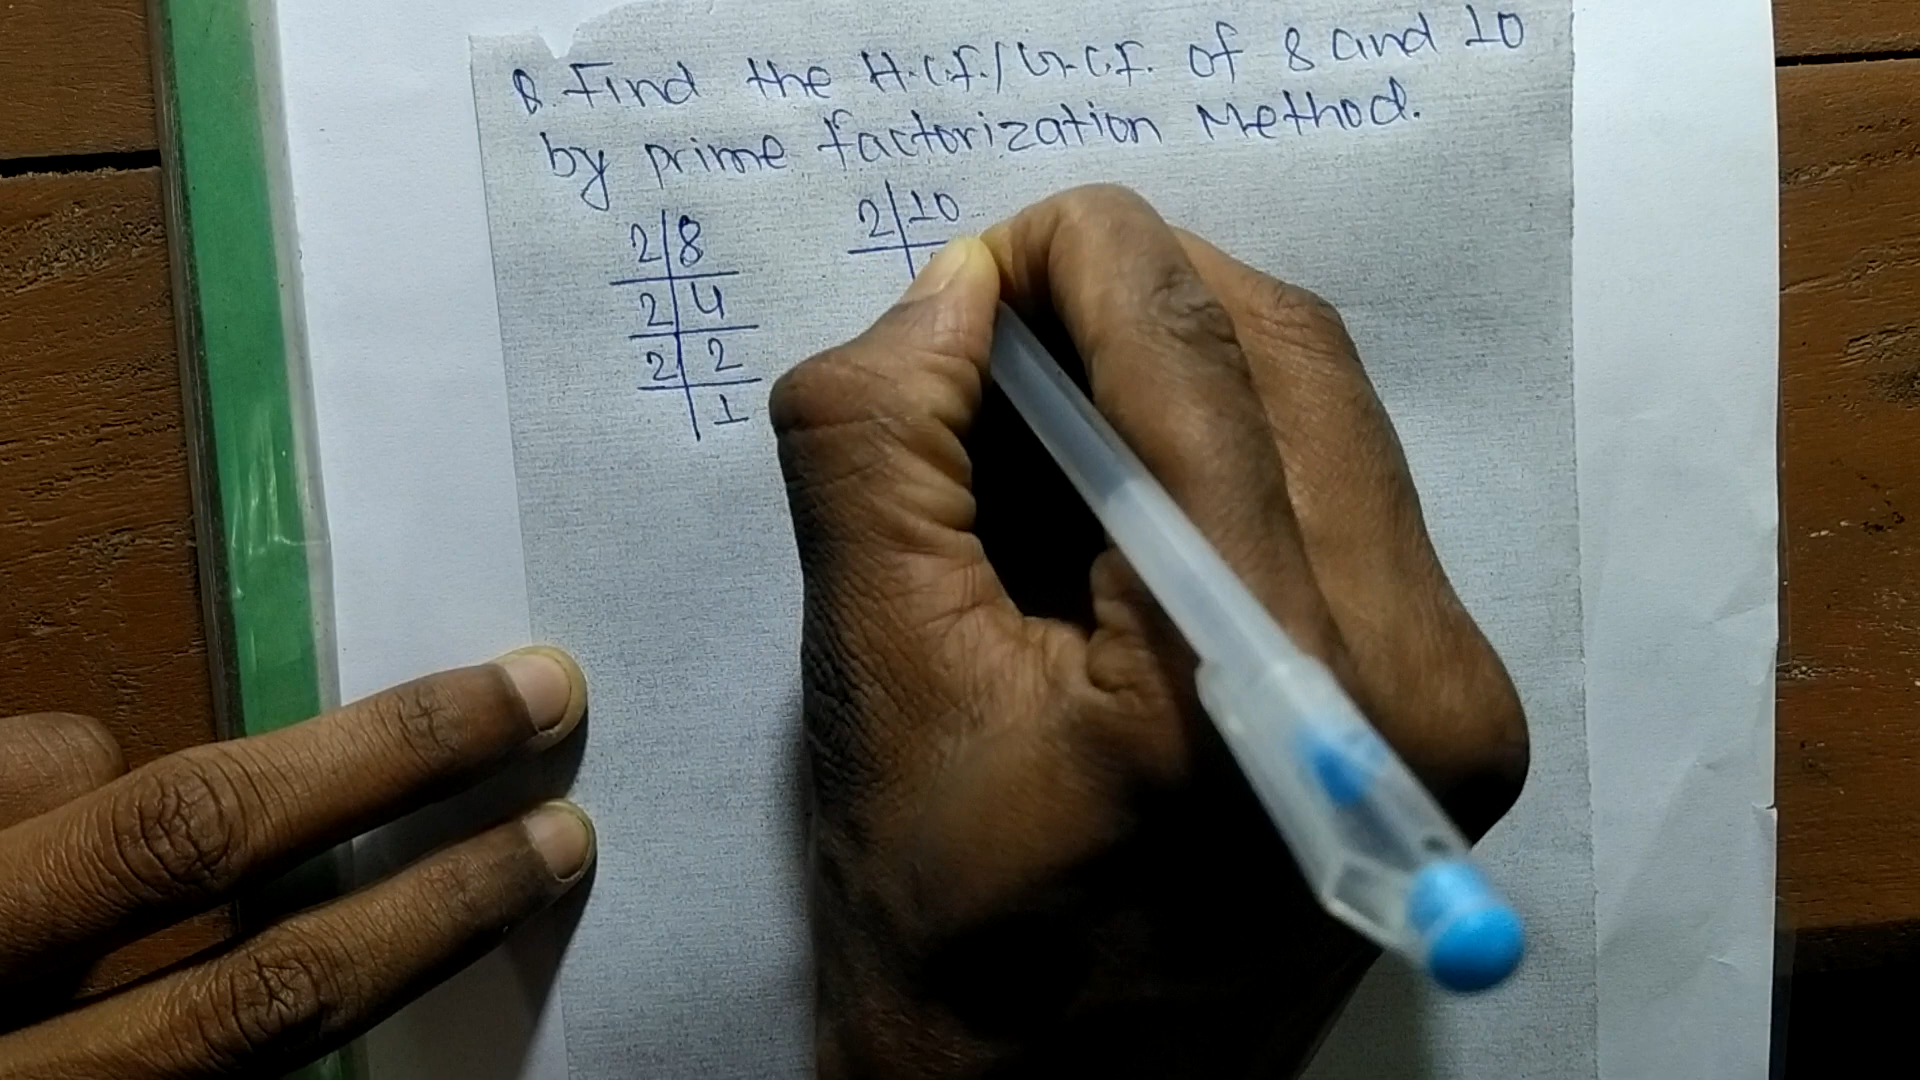 Q. Find the H.C.F./G.C.F. of 8 and 10
by prime factorization Method.
2 8
2 4
2 2
1
2 10